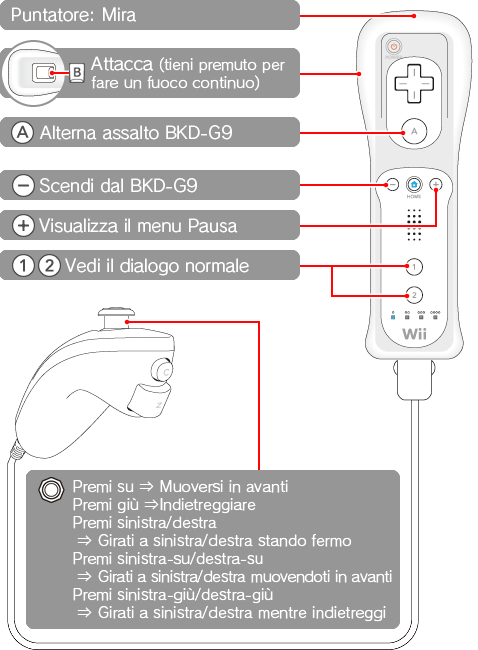 Puntatore: Mira
B Attacca (tieni premuto per
fare un fuoco continuo)
A Alterna assalto BKD-G9
A
− Scendi dal BKD-G9
− +
HOME
+ Visualizza il menu Pausa
1 2 Vedi il dialogo normale
1
2
Wii
C
Z
Premi su ⇒ Muoversi in avanti
Premi giù ⇒Indietreggiare
Premi sinistra/destra
⇒ Girati a sinistra/destra stando fermo
Premi sinistra-su/destra-su
⇒ Girati a sinistra/destra muovendoti in avanti
Premi sinistra-giù/destra-giù
⇒ Girati a sinistra/destra mentre indietreggi